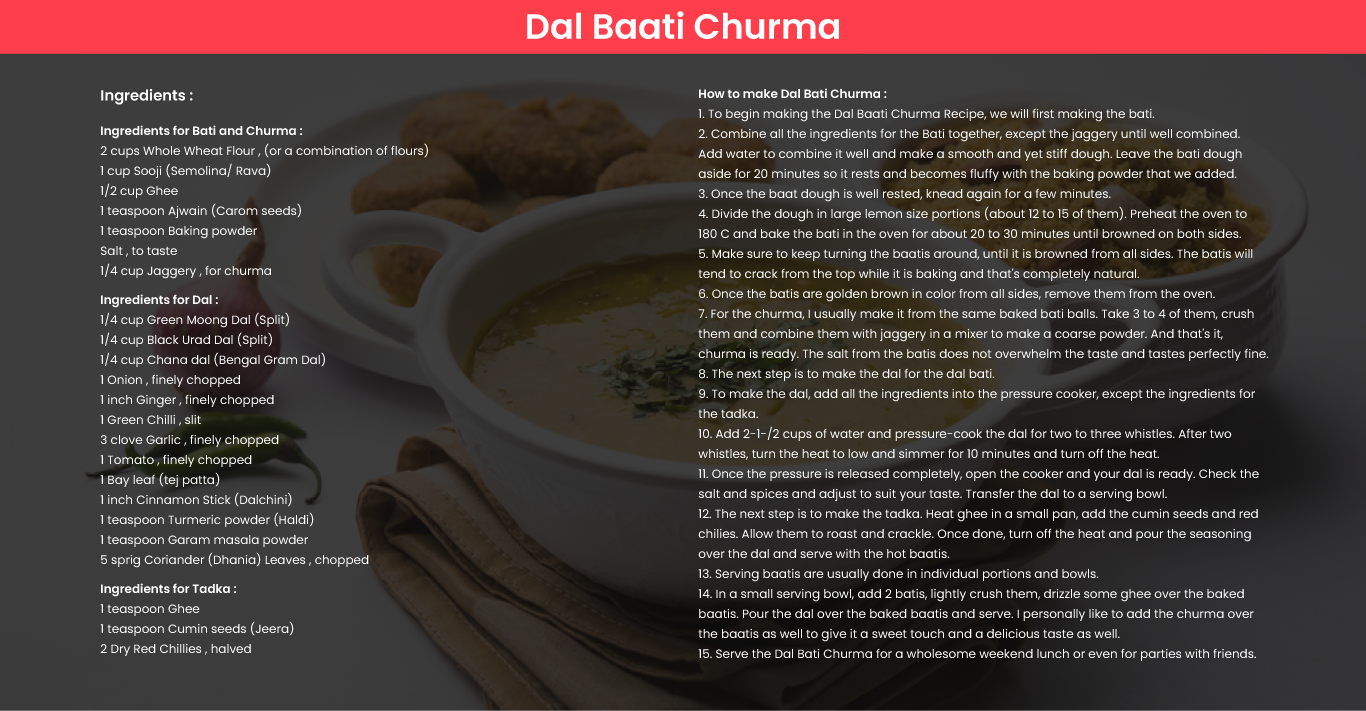 Dal Baati Churma
Ingredients :
Ingredients for Bati and Churma :
2 cups Whole Wheat Flour , (or a combination of flours)
1 cup Sooji (Semolina/ Rava)
1/2 cup Ghee
1 teaspoon Ajwain (Carom seeds)
1 teaspoon Baking powder
Salt , to taste
1/4 cup Jaggery , for churma
Ingredients for Dal :
1/4 cup Green Moong Dal (Split)
1/4 cup Black Urad Dal (Split)
1/4 cup Chana dal (Bengal Gram Dal)
1 Onion , finely chopped
1 inch Ginger , finely chopped
1 Green Chilli , slit
3 clove Garlic , finely chopped
1 Tomato , finely chopped
1 Bay leaf (tej patta)
1 inch Cinnamon Stick (Dalchini)
1 teaspoon Turmeric powder (Haldi)
1 teaspoon Garam masala powder
5 sprig Coriander (Dhania) Leaves , chopped
Ingredients for Tadka :
1 teaspoon Ghee
1 teaspoon Cumin seeds (Jeera)
2 Dry Red Chillies , halved
How to make Dal Bati Churma :
1. To begin making the Dal Baati Churma Recipe, we will first making the bati.
2. Combine all the ingredients for the Bati together, except the jaggery until well combined.
Add water to combine it well and make a smooth and yet stiff dough. Leave the bati dough
aside for 20 minutes so it rests and becomes fluffy with the baking powder that we added.
3. Once the baat dough is well rested, knead again for a few minutes.
4. Divide the dough in large lemon size portions (about 12 to 15 of them). Preheat the oven to
180 C and bake the bati in the oven for about 20 to 30 minutes until browned on both sides.
5. Make sure to keep turning the baatis around, until it is browned from all sides. The batis will
tend to crack from the top while it is baking and that's completely natural.
6. Once the batis are golden brown in color from all sides, remove them from the oven.
7. For the churma, I usually make it from the same baked bati balls. Take 3 to 4 of them, crush
them and combine them with jaggery in a mixer to make a coarse powder. And that's it,
churma is ready. The salt from the batis does not overwhelm the taste and tastes perfectly fine.
8. The next step is to make the dal for the dal bati.
9. To make the dal, add all the ingredients into the pressure cooker, except the ingredients for
the tadka.
10. Add 2-1-/2 cups of water and pressure-cook the dal for two to three whistles. After two
whistles, turn the heat to low and simmer for 10 minutes and turn off the heat.
11. Once the pressure is released completely, open the cooker and your dal is ready. Check the
salt and spices and adjust to suit your taste. Transfer the dal to a serving bowl.
12. The next step is to make the tadka. Heat ghee in a small pan, add the cumin seeds and red
chilies. Allow them to roast and crackle. Once done, turn off the heat and pour the seasoning
over the dal and serve with the hot baatis.
13. Serving baatis are usually done in individual portions and bowls.
14. In a small serving bowl, add 2 batis, lightly crush them, drizzle some ghee over the baked
baatis. Pour the dal over the baked baatis and serve. I personally like to add the churma over
the baatis as well to give it a sweet touch and a delicious taste as well.
15. Serve the Dal Bati Churma for a wholesome weekend lunch or even for parties with friends.